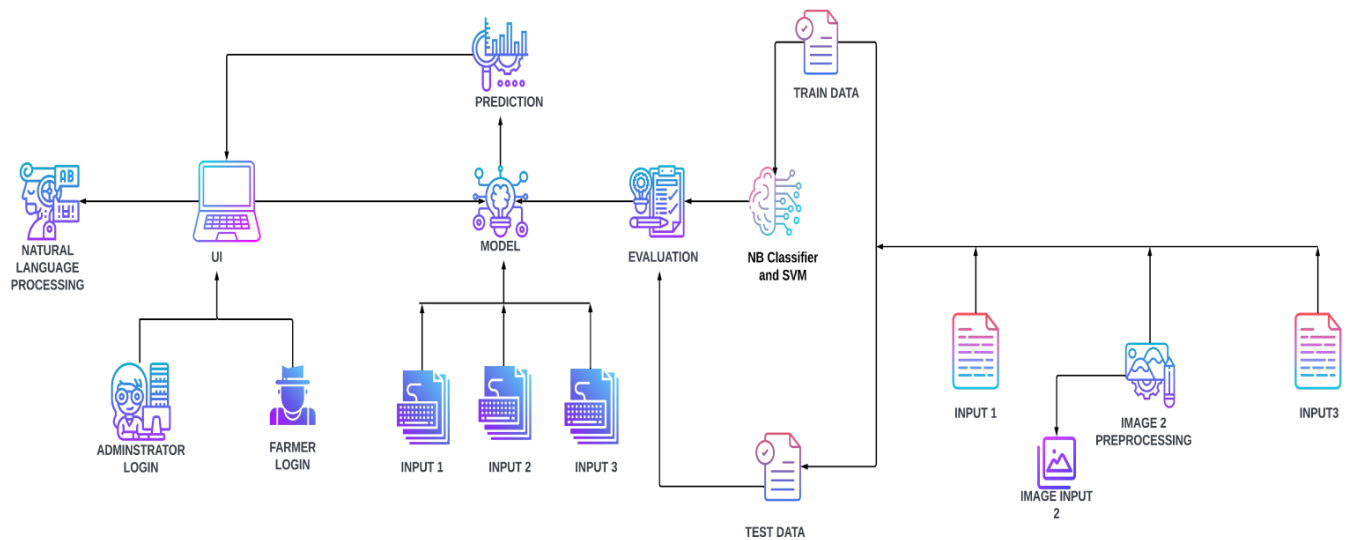 PREDICTION
TRAIN DATA
AB
NATURAL
LANGUAGE
PROCESSING
UI
MODEL
EVALUATION
NB Classifier
and SVM
ADMINSTRATOR
LOGIN
FARMER
LOGIN
INPUT 1
INPUT 2
INPUT 3
TEST DATA
INPUT 1
IMAGE 2
PREPROCESSING
IMAGE INPUT
2
INPUT3